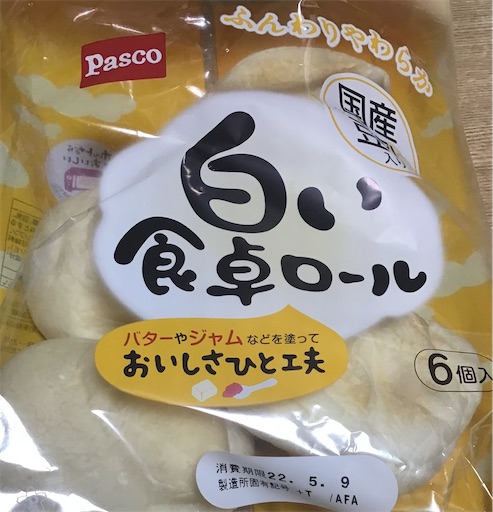 Pasco
ふんわりやわらか
国産
入り
白い
食卓ロール
バターやジャムなどを塗って
おいしさひと工夫
6個入
消費期限22. 5. 9
製造所固有記号 +T /AFA